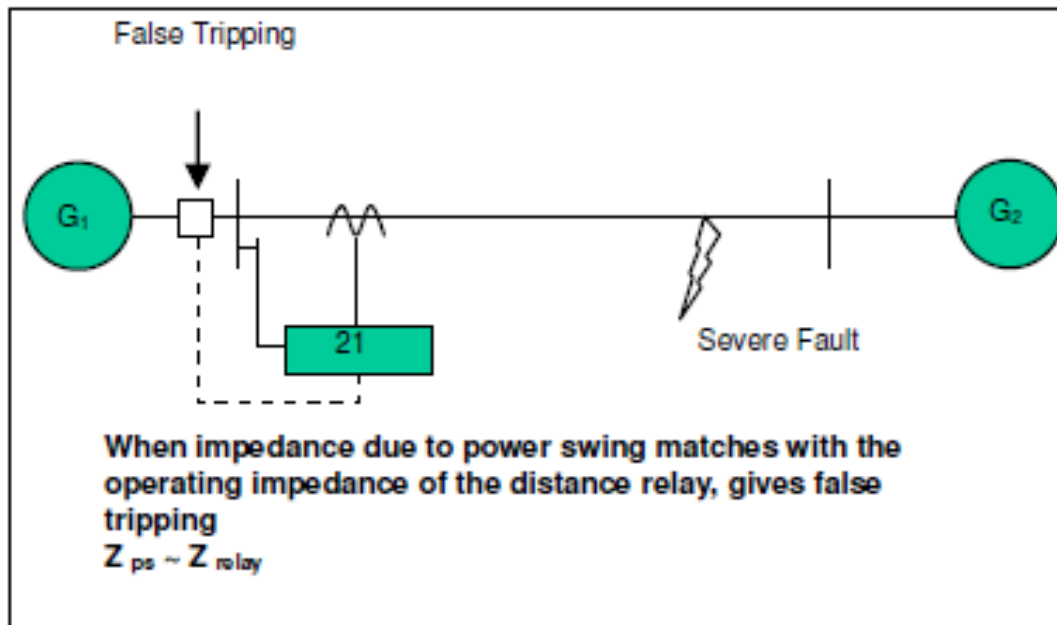 False Tripping
G₁
G₂
21
Severe Fault
When impedance due to power swing matches with the
operating impedance of the distance relay, gives false
tripping
Z ps ~ Z relay